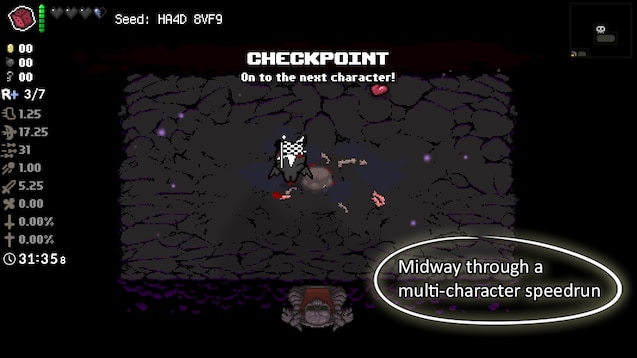 Seed: HA4D 8VF9
CHECKPOINT
On to the next character!
00
00
00
R+ 3/7
1.25
17.25
31
1.00
5.25
0.00
0.00%
0.00%
31:35 8
Midway through a
multi-character speedrun